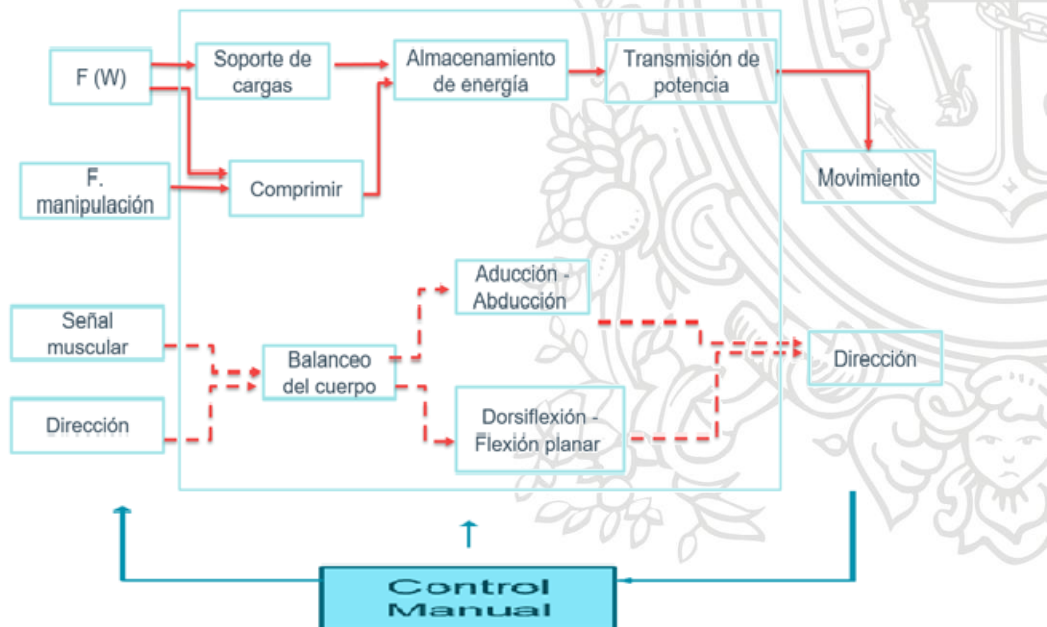 F (W)
Soporte de
cargas
Almacenamiento
de energía
Transmisión de
potencia
F.
manipulación
Comprimir
Movimiento
Señal
muscular
Dirección
Balanceo
del cuerpo
Aducción -
Abducción
Dorsiflexión -
Flexión planar
Dirección
Control
Manual